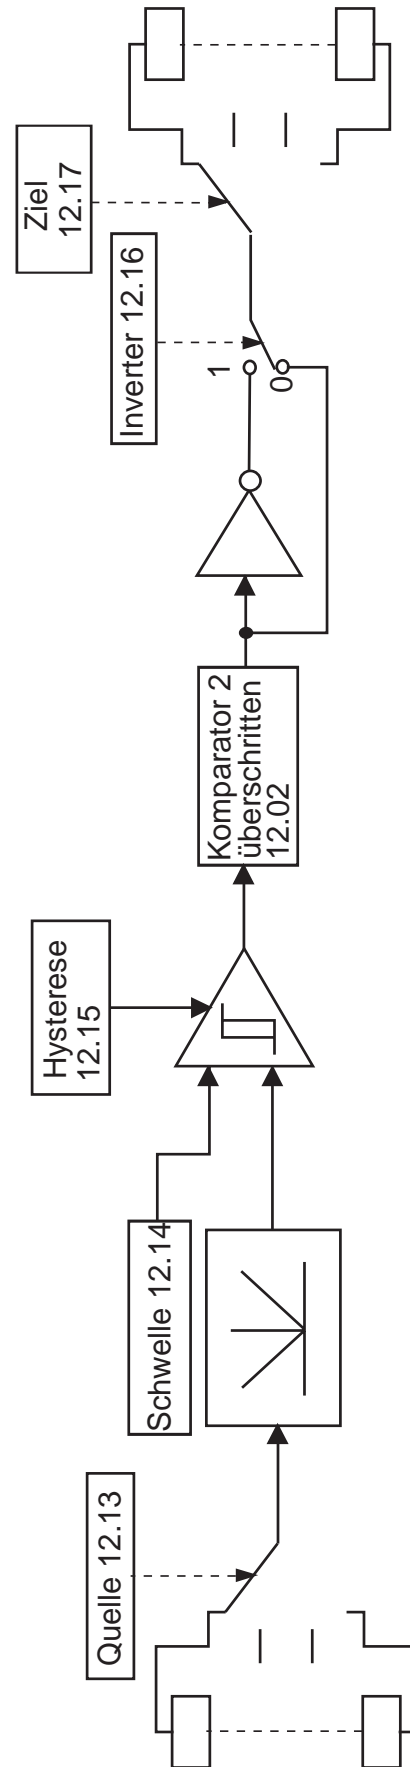 Quelle 12.13
Schwelle 12.14
Hysterese
12.15
Komparator 2
überschritten
12.02
1
0
Inverter 12.16
Ziel
12.17